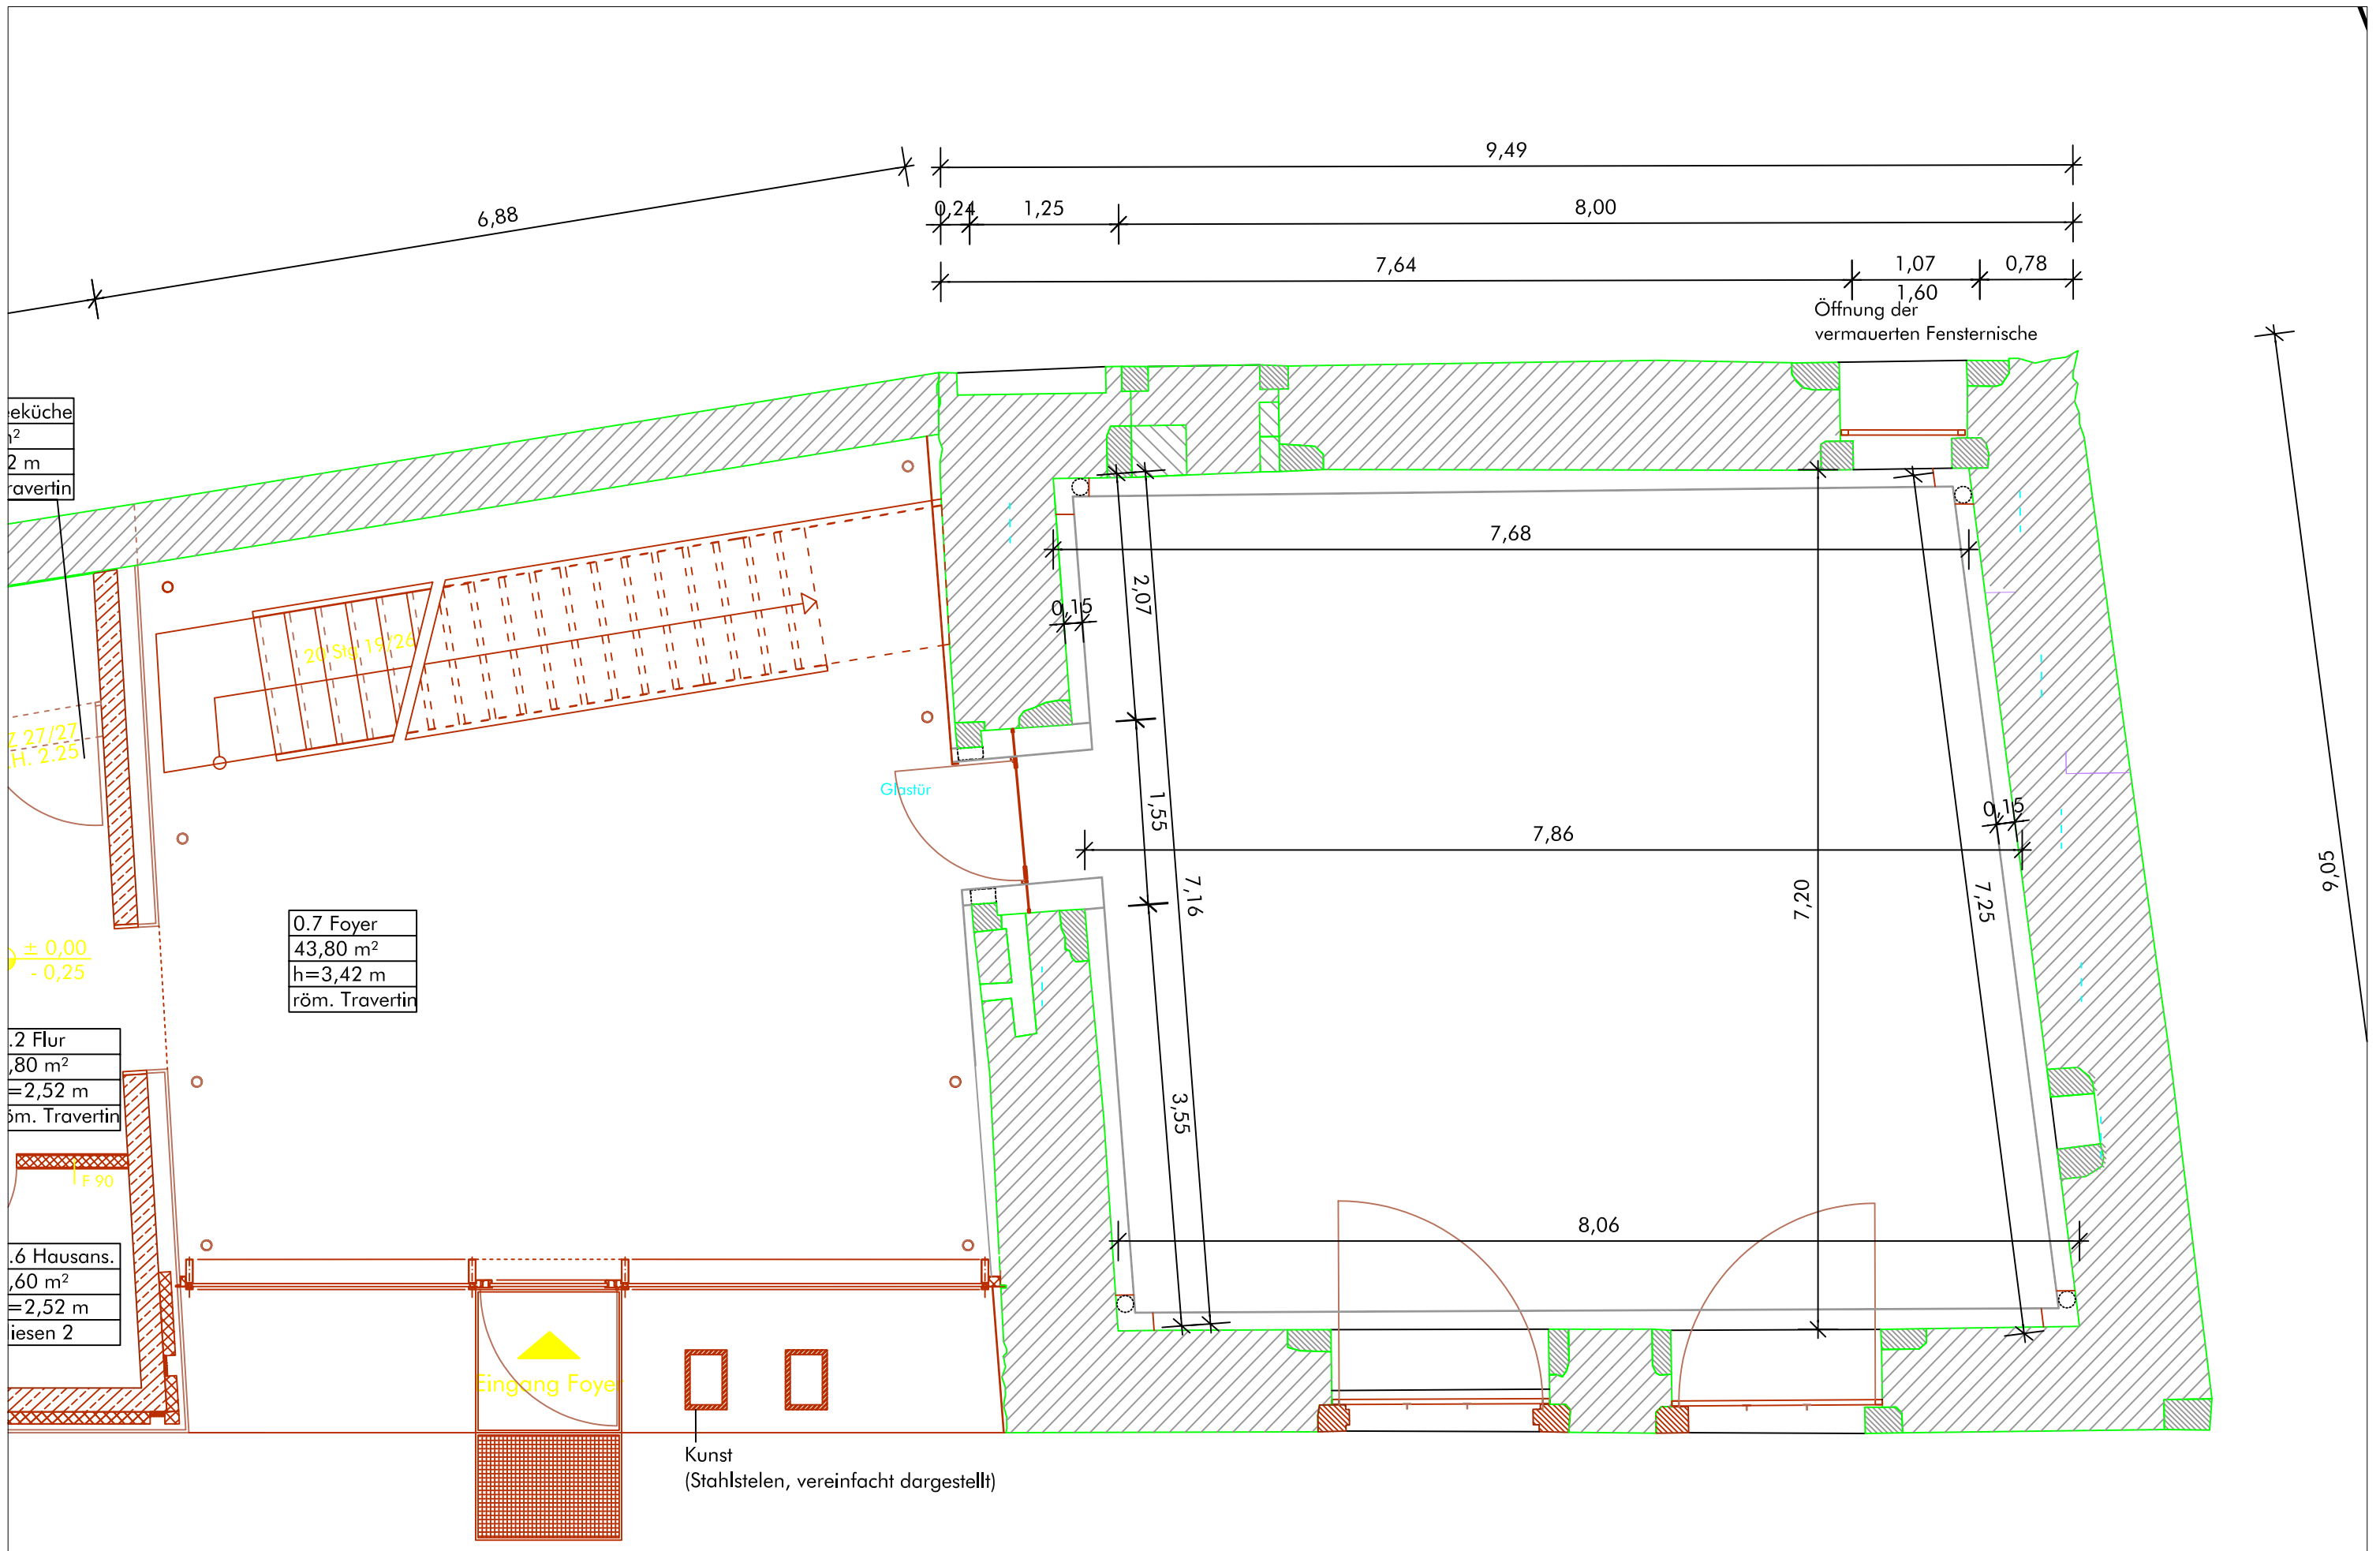 9,49
6,88
0,24
1,25
8,00
7,64
1,07
0,78
1,60
Öffnung der
vermauerten Fensternische
eeküche
m²
2 m
ravertin
7,68
2,07
0,15
20 Stg 19/26
Z 27/27
.H. 2.25
Glastür
1,55
7,86
0,15
7,16
7,20
7,25
9,05
0.7 Foyer
43,80 m²
h=3,42 m
röm. Travertin
± 0,00
- 0,25
.2 Flur
,80 m²
=2,52 m
öm. Travertin
3,55
F 90
8,06
.6 Hausans.
,60 m²
=2,52 m
liesen 2
Eingang Foyer
Kunst
(Stahlstelen, vereinfacht dargestellt)